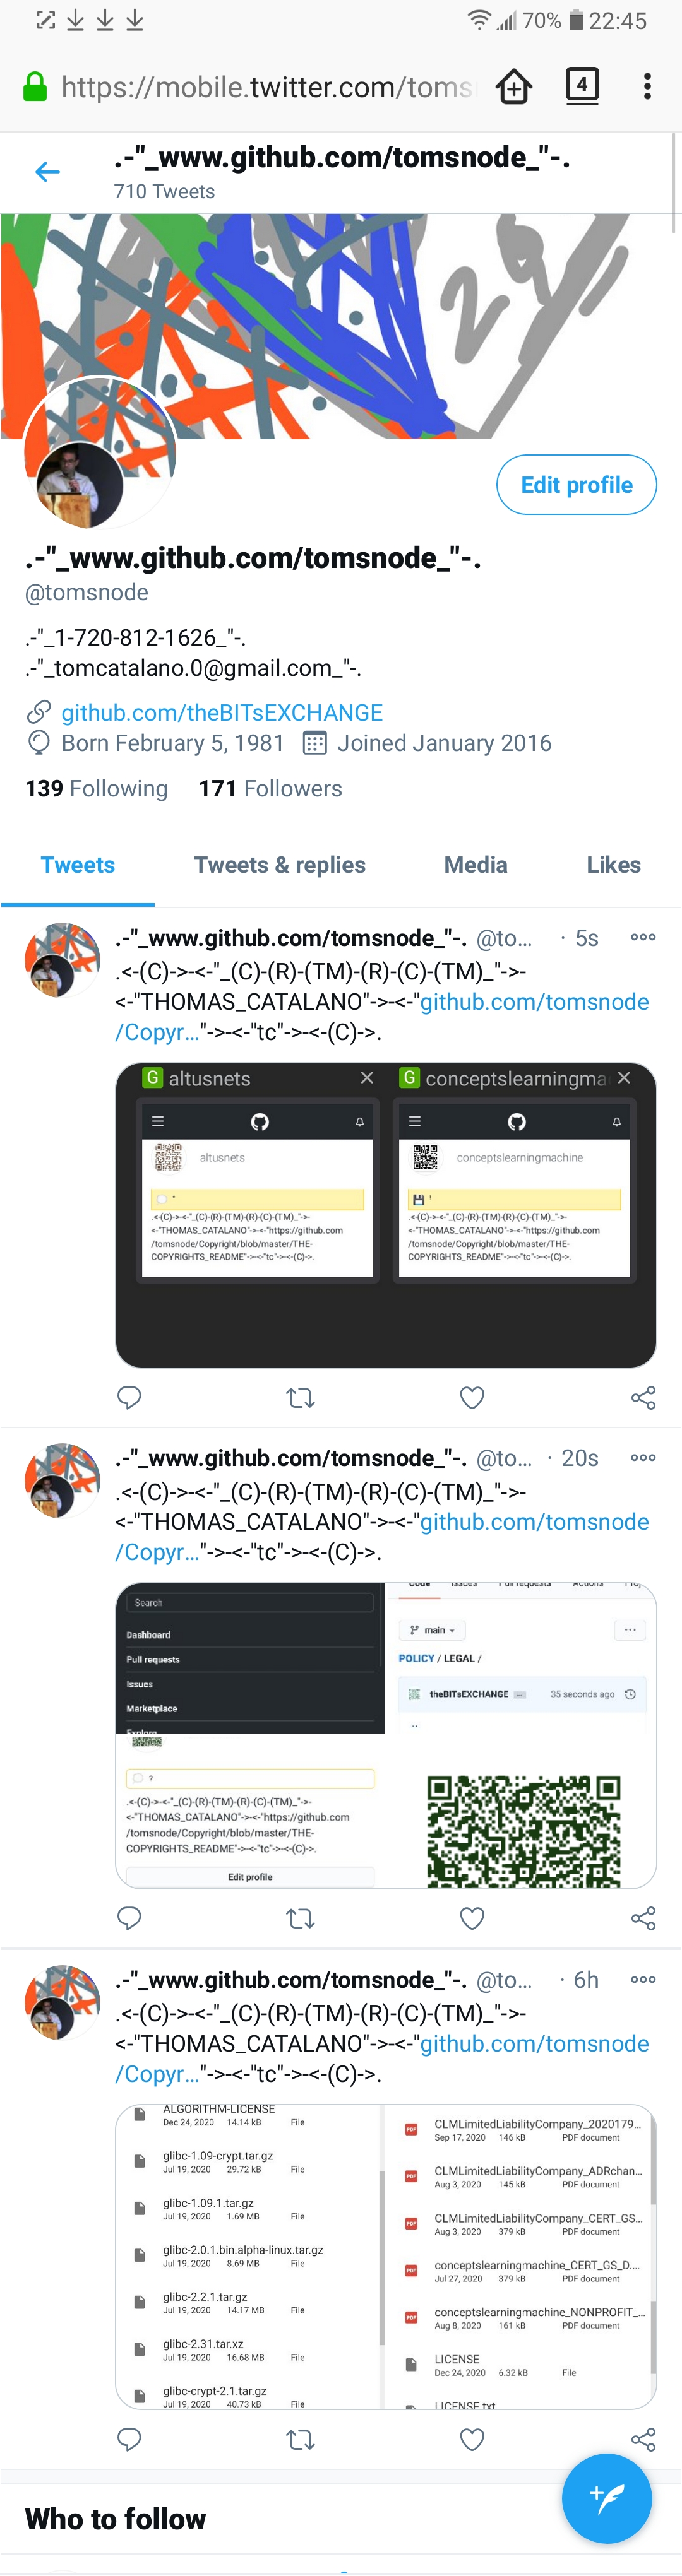 70% 22:45
https://mobile.twitter.com/toms
4
.-"_www.github.com/tomsnode_"-.
710 Tweets
Edit profile
.-"_www.github.com/tomsnode_"-.
@tomsnode
.-"_1-720-812-1626_"-.
.-"_tomcatalano.0@gmail.com_"-.
github.com/theBITsEXCHANGE
Born February 5, 1981 Joined January 2016
139 Following 171 Followers
Tweets Tweets & replies Media Likes
.-"_www.github.com/tomsnode_"-. @to... · 5s
.<-(C)->-<-"_(C)-(R)-(TM)-(R)-(C)-(TM)_"->-
<-"THOMAS_CATALANO"->-<-"github.com/tomsnode
/Copyr..."->-<-"tc"->-<-(C)->.
G altusnets
altusnets
"
.<-(C)->-<-"_(C)-(R)-(TM)-(R)-(C)-(TM)_"->-
<-"THOMAS_CATALANO"->-<-"https://github.com
/tomsnode/Copyright/blob/master/THE-
COPYRIGHTS_README"->-<-"tc"->-<-(C)->.
G conceptslearningma
conceptslearningmachine
!
.<-(C)->-<-"_(C)-(R)-(TM)-(R)-(C)-(TM)_"->-
<-"THOMAS_CATALANO"->-<-"https://github.com
/tomsnode/Copyright/blob/master/THE-
COPYRIGHTS_README"->-<-"tc"->-<-(C)->.
.-"_www.github.com/tomsnode_"-. @to... · 20s
.<-(C)->-<-"_(C)-(R)-(TM)-(R)-(C)-(TM)_"->-
<-"THOMAS_CATALANO"->-<-"github.com/tomsnode
/Copyr..."->-<-"tc"->-<-(C)->.
Search
Dashboard
Pull requests
Issues
Marketplace
Explore
?
.<-(C)->-<-"_(C)-(R)-(TM)-(R)-(C)-(TM)_"->-
<-"THOMAS_CATALANO"->-<-"https://github.com
/tomsnode/Copyright/blob/master/THE-
COPYRIGHTS_README"->-<-"tc"->-<-(C)->.
Edit profile
Code Issues Pull requests Actions
main
POLICY / LEGAL /
theBITsEXCHANGE 35 seconds ago
..
.-"_www.github.com/tomsnode_"-. @to... · 6h
.<-(C)->-<-"_(C)-(R)-(TM)-(R)-(C)-(TM)_"->-
<-"THOMAS_CATALANO"->-<-"github.com/tomsnode
/Copyr..."->-<-"tc"->-<-(C)->.
ALGORITHM-LICENSE
Dec 24, 2020 14.14 kB File
glibc-1.09-crypt.tar.gz
Jul 19, 2020 29.72 kB File
glibc-1.09.1.tar.gz
Jul 19, 2020 1.69 MB File
glibc-2.0.1.bin.alpha-linux.tar.gz
Jul 19, 2020 8.69 MB File
glibc-2.2.1.tar.gz
Jul 19, 2020 14.17 MB File
glibc-2.31.tar.xz
Jul 19, 2020 16.68 MB File
glibc-crypt-2.1.tar.gz
Jul 19, 2020 40.73 kB File
PDF CLMLimitedLiabilityCompany_2020179...
Sep 17, 2020 146 kB PDF document
PDF CLMLimitedLiabilityCompany_ADRchan...
Aug 3, 2020 145 kB PDF document
PDF CLMLimitedLiabilityCompany_CERT_GS...
Aug 3, 2020 379 kB PDF document
PDF conceptslearningmachine_CERT_GS_D....
Jul 27, 2020 379 kB PDF document
PDF conceptslearningmachine_NONPROFIT_...
Aug 8, 2020 161 kB PDF document
LICENSE
Dec 24, 2020 6.32 kB File
LICENSE.txt
Who to follow